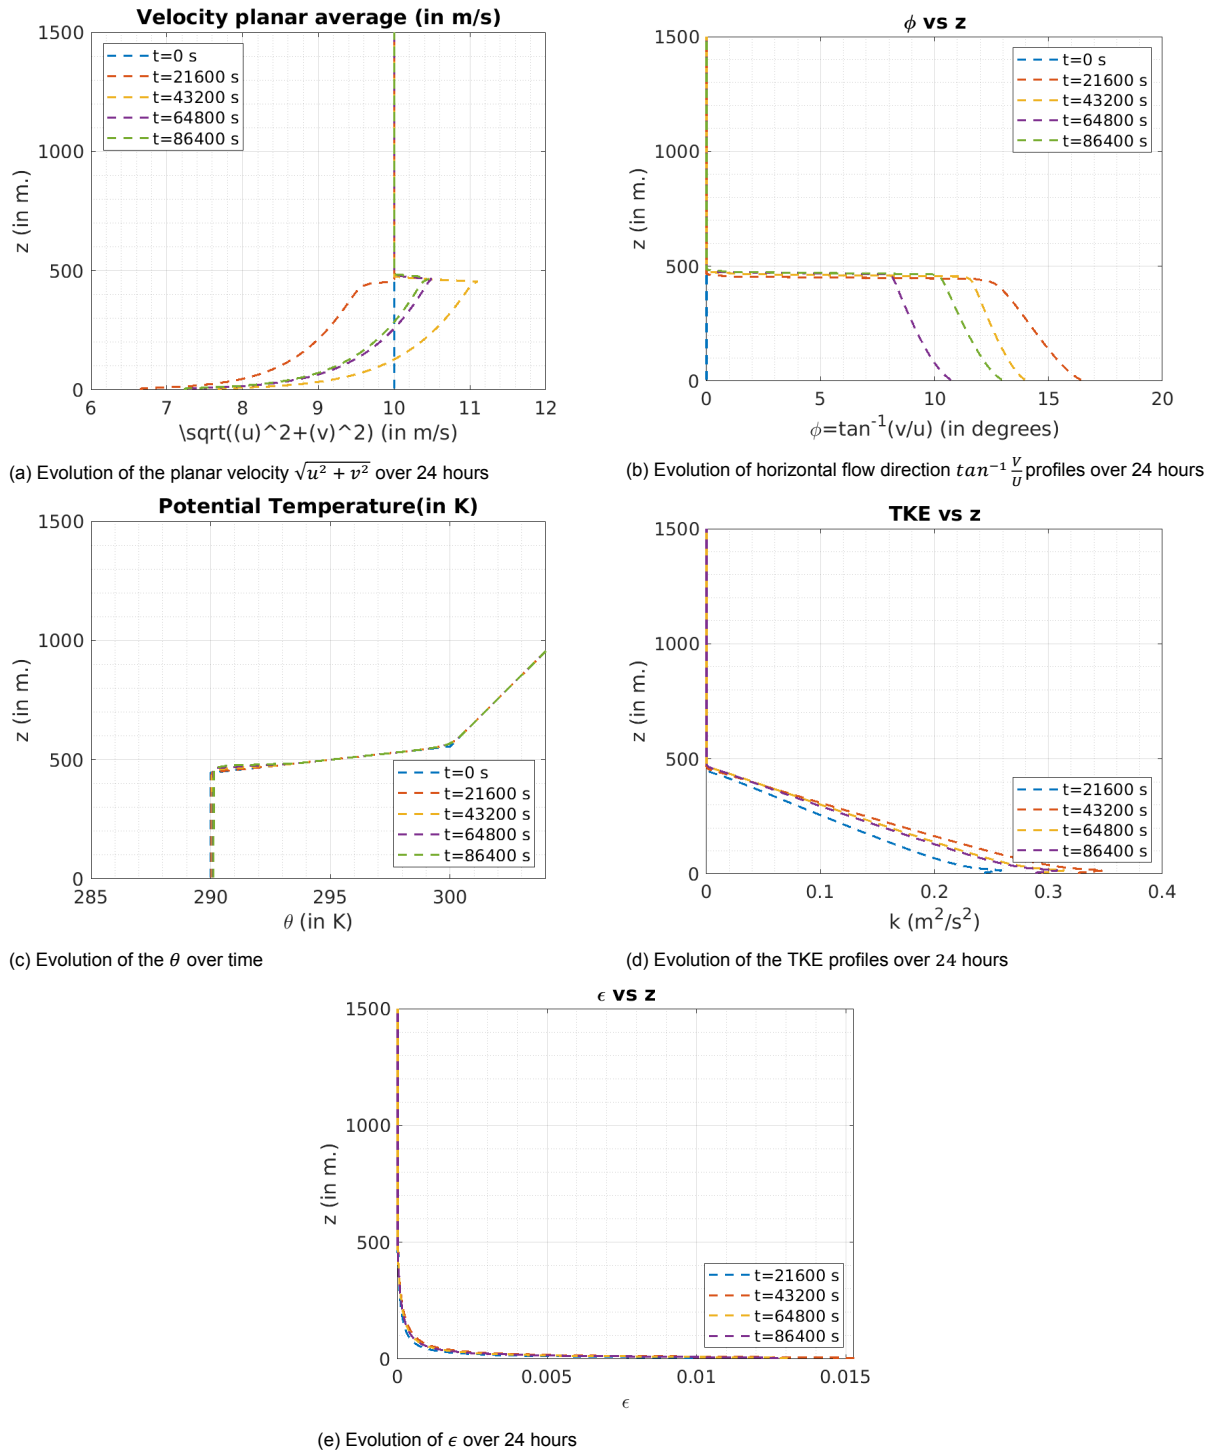 Velocity planar average (in m/s)
1500
1000
500
0
z (in m.)
t=0 s
t=21600 s
t=43200 s
t=64800 s
t=86400 s
6 7 8 9 10 11 12
\sqrt((u)^2+(v)^2) (in m/s)
(a) Evolution of the planar velocity √u² + v² over 24 hours
ϕ vs z
1500
1000
500
0
z (in m.)
t=0 s
t=21600 s
t=43200 s
t=64800 s
t=86400 s
0 5 10 15 20
ϕ=tan⁻¹(v/u) (in degrees)
(b) Evolution of horizontal flow direction tan⁻¹ V/U profiles over 24 hours
Potential Temperature(in K)
1500
1000
500
0
z (in m.)
t=0 s
t=21600 s
t=43200 s
t=64800 s
t=86400 s
285 290 295 300
θ (in K)
(c) Evolution of the θ over time
TKE vs z
1500
1000
500
0
z (in m.)
t=21600 s
t=43200 s
t=64800 s
t=86400 s
0 0.1 0.2 0.3 0.4
k (m²/s²)
(d) Evolution of the TKE profiles over 24 hours
ϵ vs z
1500
1000
500
0
z (in m.)
t=21600 s
t=43200 s
t=64800 s
t=86400 s
0 0.005 0.01 0.015
ϵ
(e) Evolution of ϵ over 24 hours